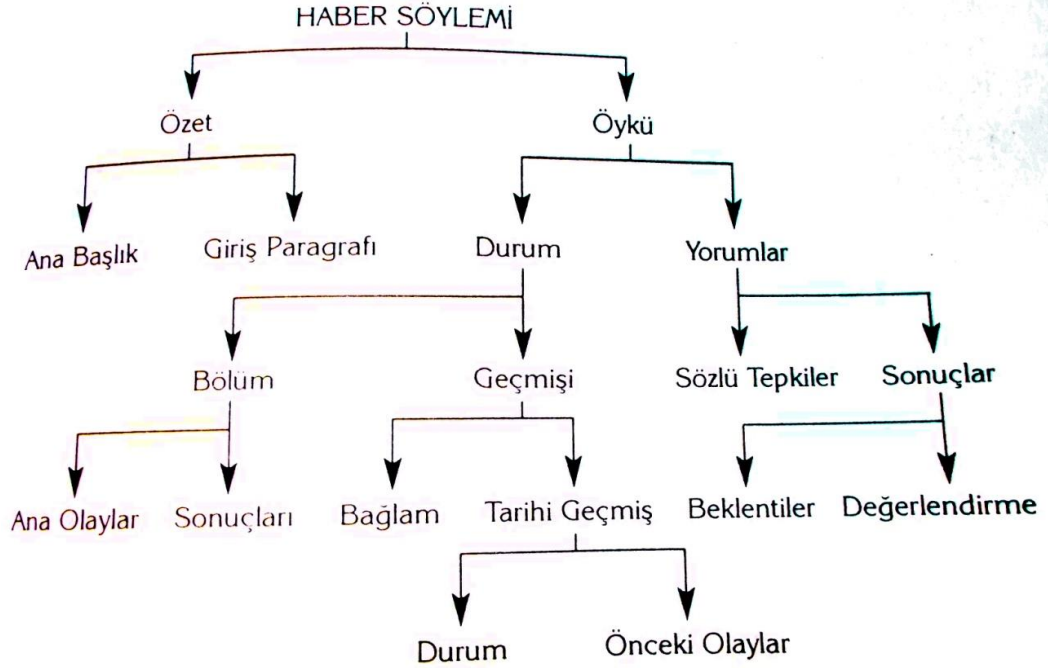 HABER SÖYLEMİ
Özet Öykü
Ana Başlık Giriş Paragrafı Durum Yorumlar
Bölüm Geçmişi Sözlü Tepkiler Sonuçlar
Ana Olaylar Sonuçları Bağlam Tarihi Geçmiş Beklentiler Değerlendirme
Durum Önceki Olaylar